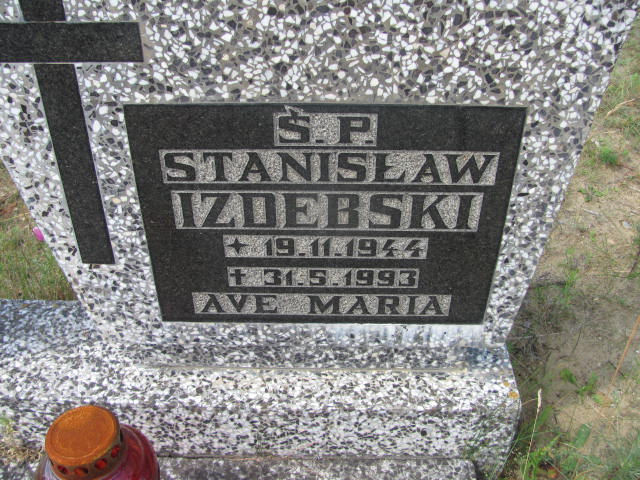 Ś.P.
STANISŁAW
IZDEBSKI
* 19.11.1944
✝ 31.5.1993
AVE MARIA